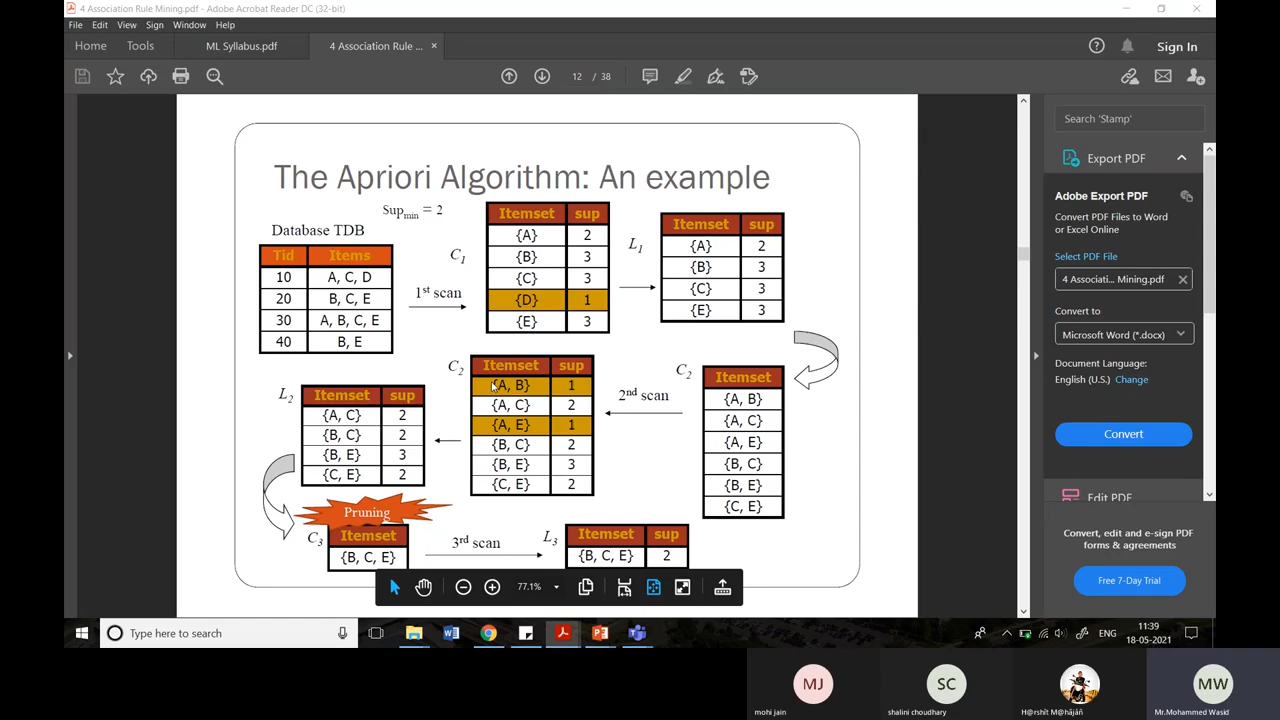 4 Association Rule Mining.pdf - Adobe Acrobat Reader DC (32-bit)
File Edit View Sign Window Help
Home Tools ML Syllabus.pdf 4 Association Rule ... × Sign In
12 / 38
The Apriori Algorithm: An example
Supmin = 2
Database TDB
Tid Items
10 A, C, D
20 B, C, E
30 A, B, C, E
40 B, E
1st scan
C1
Itemset sup
{A} 2
{B} 3
{C} 3
{D} 1
{E} 3
L1
Itemset sup
{A} 2
{B} 3
{C} 3
{E} 3
C2
Itemset
{A, B}
{A, C}
{A, E}
{B, C}
{B, E}
{C, E}
2nd scan
C2
Itemset sup
{A, B} 1
{A, C} 2
{A, E} 1
{B, C} 2
{B, E} 3
{C, E} 2
L2
Itemset sup
{A, C} 2
{B, C} 2
{B, E} 3
{C, E} 2
Pruning
C3
Itemset
{B, C, E}
3rd scan
L3
Itemset sup
{B, C, E} 2
77.1%
Search 'Stamp'
Export PDF
Adobe Export PDF
Convert PDF Files to Word
or Excel Online
Select PDF File
4 Associati... Mining.pdf
Convert to
Microsoft Word (*.docx)
Document Language:
English (U.S.) Change
Convert
Edit PDF
Convert, edit and e-sign PDF
forms & agreements
Free 7-Day Trial
Type here to search
ENG
11:39
18-05-2021
MJ
mohi jain
SC
shalini choudhary
H@rshît M@hājāñ
MW
Mr.Mohammed Wasid